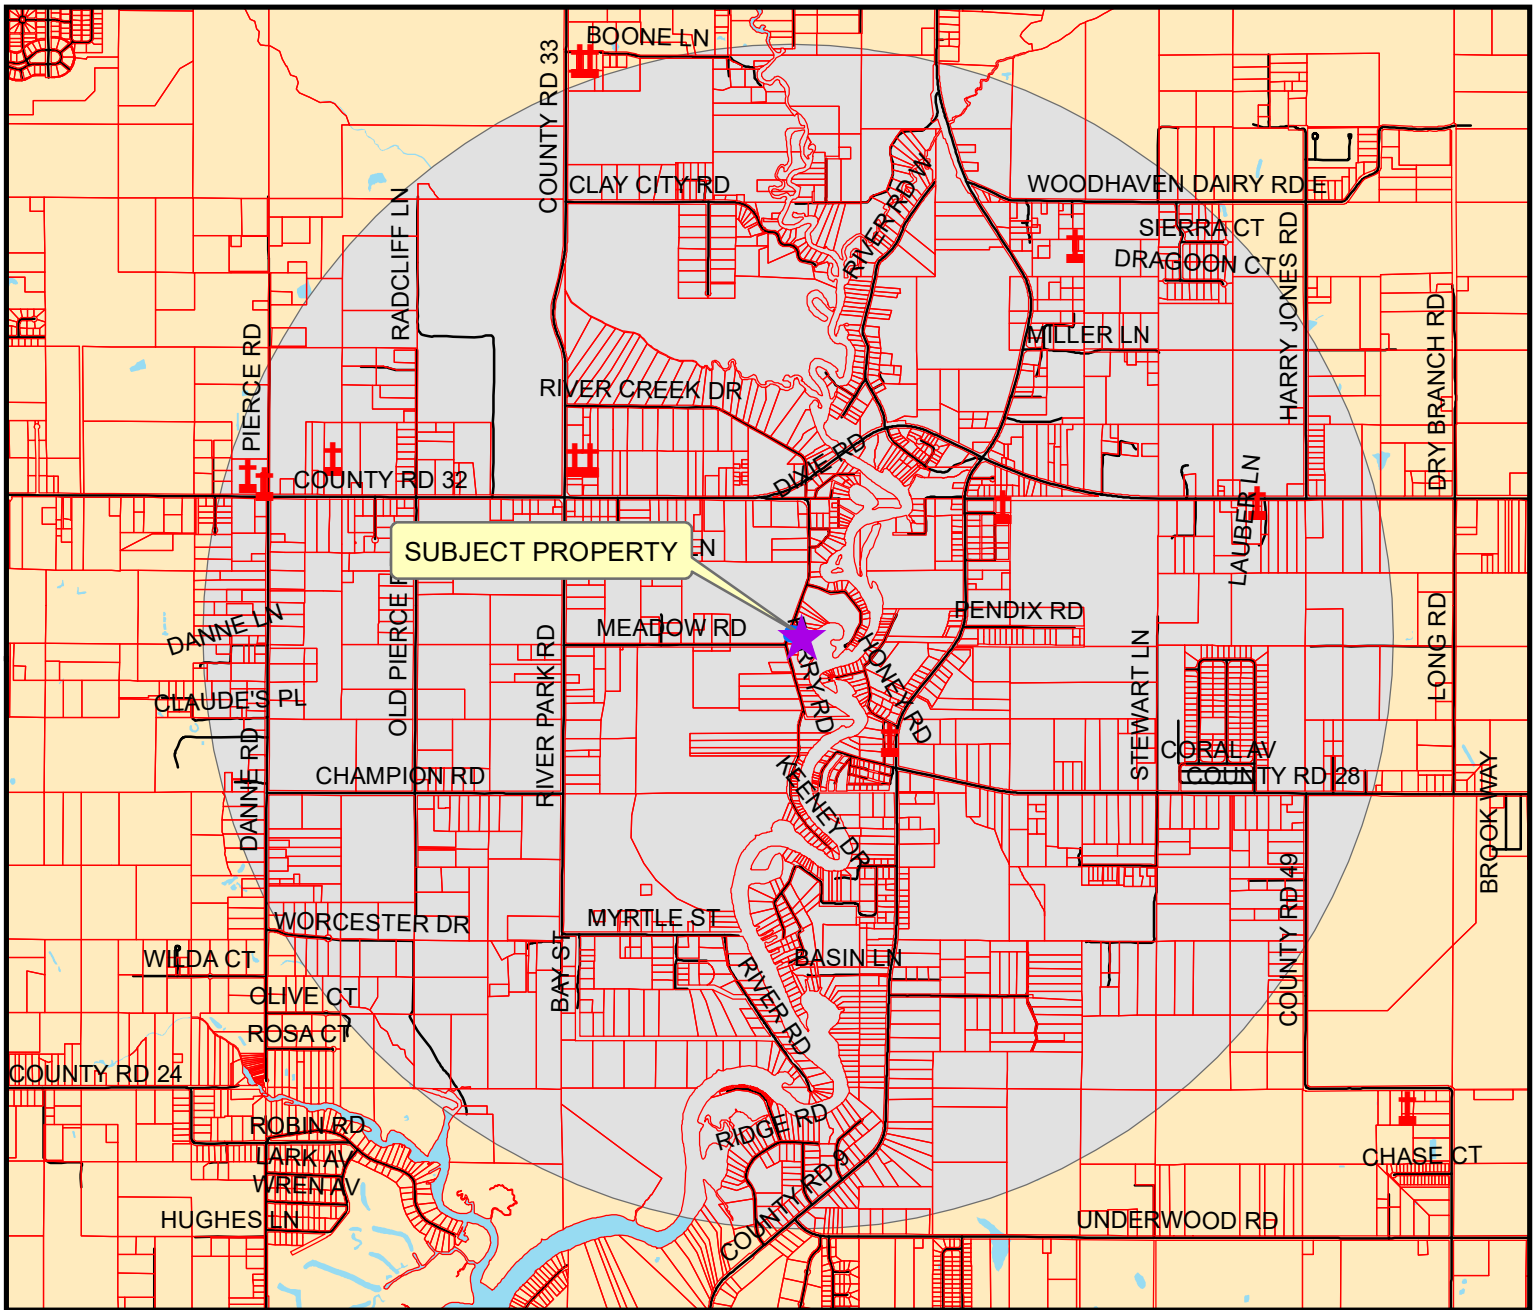 BOONE LN
COUNTY RD 33
CLAY CITY RD
RIVER RD W
WOODHAVEN DAIRY RD E
SIERRA CT
DRAGOON CT
RADCLIFF LN
HARRY JONES RD
PIERCE RD
MILLER LN
DRY BRANCH RD
RIVER CREEK DR
DIXIE RD
COUNTY RD 32
LAUBER LN
SUBJECT PROPERTY
LN
OLD PIERCE
DANNE LN
MEADOW RD
PENDIX RD
HONEY RD
RRY RD
LONG RD
STEWART LN
RIVER PARK RD
CLAUDE'S PL
DANNE RD
CHAMPION RD
KEENEY DR
CORAL AV
COUNTY RD 28
BROOK WAY
COUNTY RD 49
WORCESTER DR
MYRTLE ST
WILDA CT
BAY ST
BASIN LN
RIVER RD
OLIVE CT
ROSA CT
COUNTY RD 24
ROBIN RD
RIDGE RD
LARK AV
WREN AV
CHASE CT
COUNTY RD 9
HUGHES LN
UNDERWOOD RD